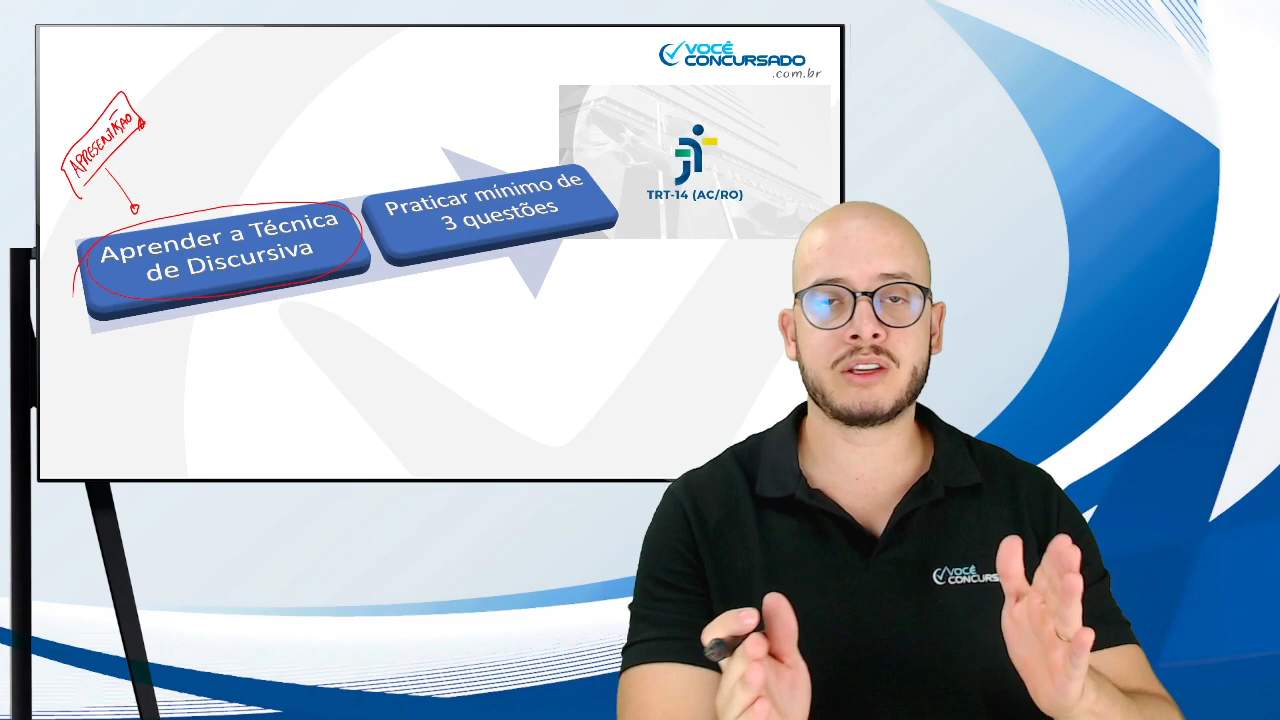 VOCÊ
CONCURSADO
.com.br
APRESENTAÇÃO
TRT-14 (AC/RO)
Aprender a Técnica
de Discursiva
Praticar mínimo de
3 questões
VOCÊ
CONCURS